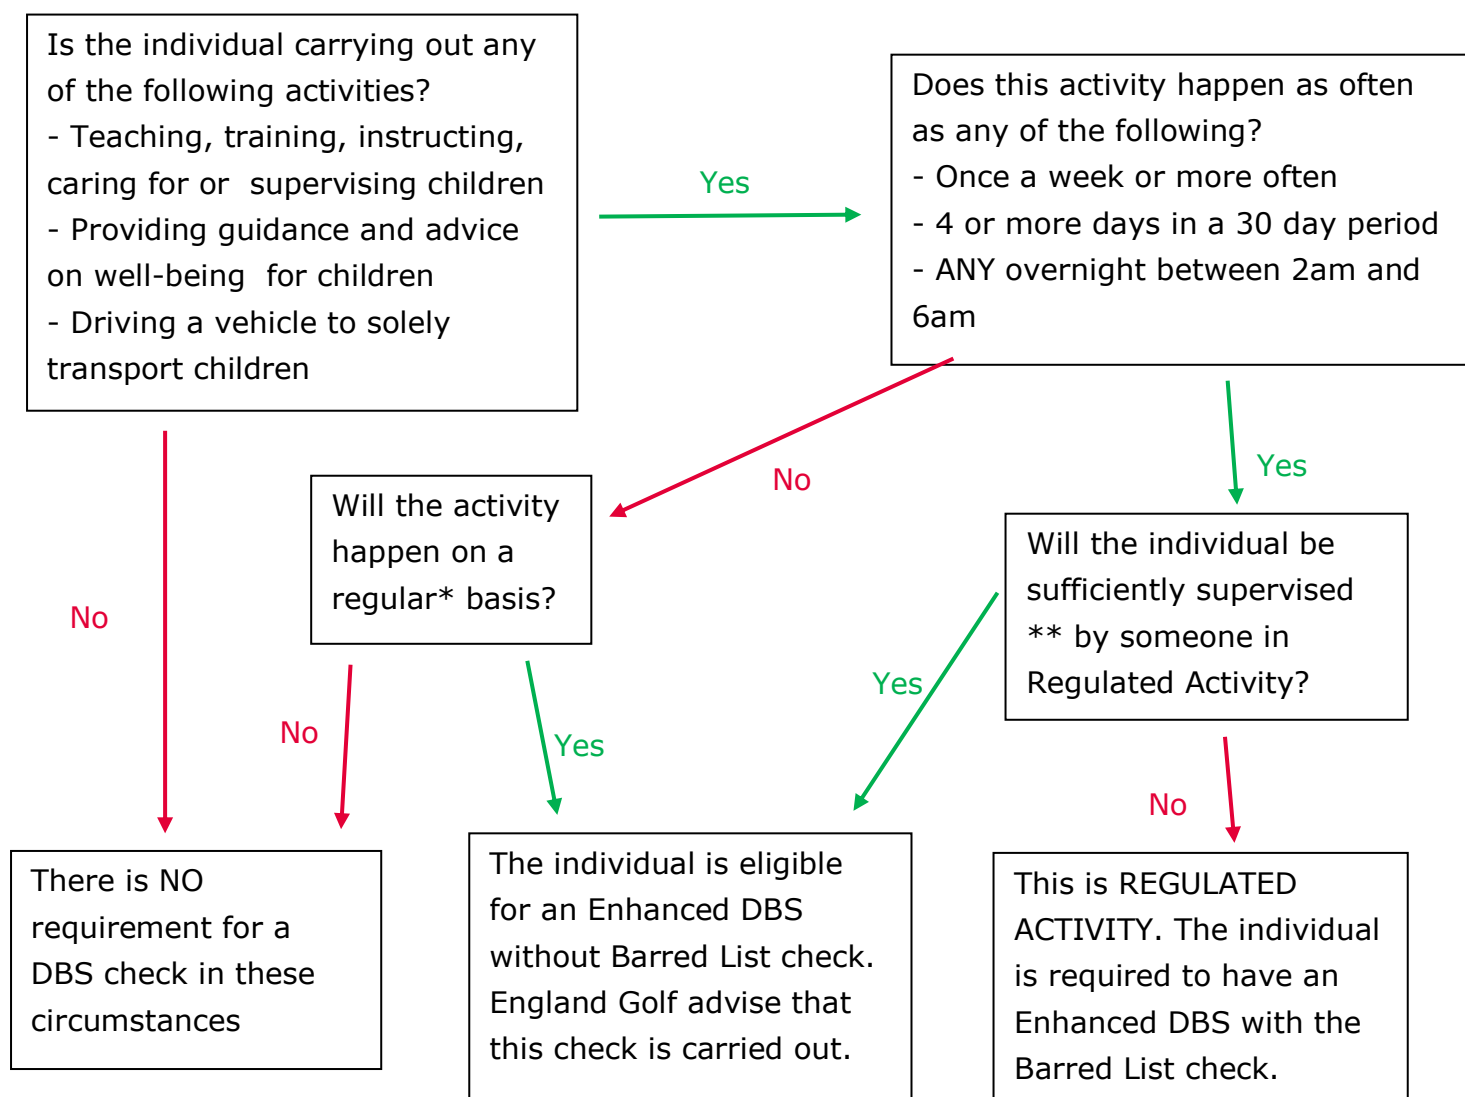 Is the individual carrying out any
of the following activities?
- Teaching, training, instructing,
caring for or  supervising children
- Providing guidance and advice
on well-being  for children
- Driving a vehicle to solely
transport children
Yes
Does this activity happen as often
as any of the following?
- Once a week or more often
- 4 or more days in a 30 day period
- ANY overnight between 2am and
6am
No
No
Yes
Will the activity
happen on a
regular* basis?
Will the individual be
sufficiently supervised
** by someone in
Regulated Activity?
No
Yes
Yes
No
There is NO
requirement for a
DBS check in these
circumstances
The individual is eligible
for an Enhanced DBS
without Barred List check.
England Golf advise that
this check is carried out.
This is REGULATED
ACTIVITY. The individual
is required to have an
Enhanced DBS with the
Barred List check.